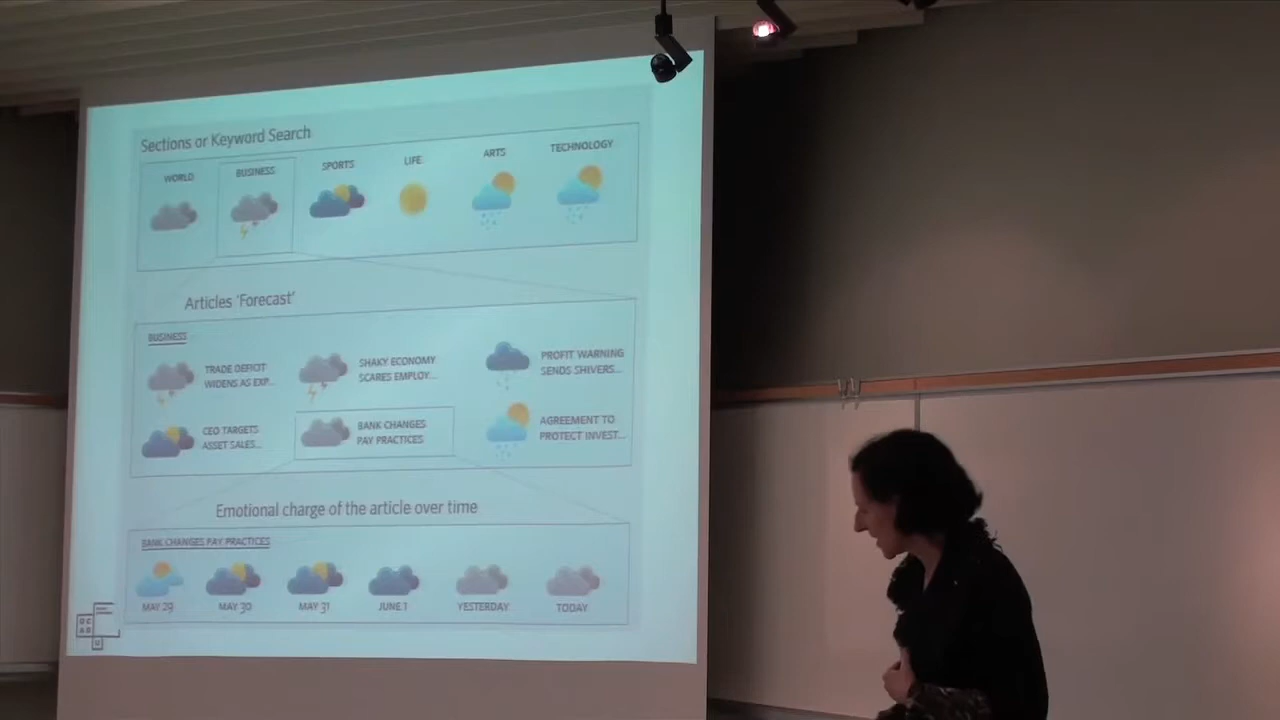 Sections or Keyword Search
WORLD
BUSINESS
SPORTS
LIFE
ARTS
TECHNOLOGY
Articles 'Forecast'
BUSINESS
TRADE DEFICIT
WIDENS AS EXP...
SHAKY ECONOMY
SCARES EMPLOY...
PROFIT WARNING
SENDS SHIVERS...
CEO TARGETS
ASSET SALES...
BANK CHANGES
PAY PRACTICES
AGREEMENT TO
PROTECT INVEST...
Emotional charge of the article over time
BANK CHANGES PAY PRACTICES
MAY 29
MAY 30
MAY 31
JUNE 1
YESTERDAY
TODAY
OC
AD
U